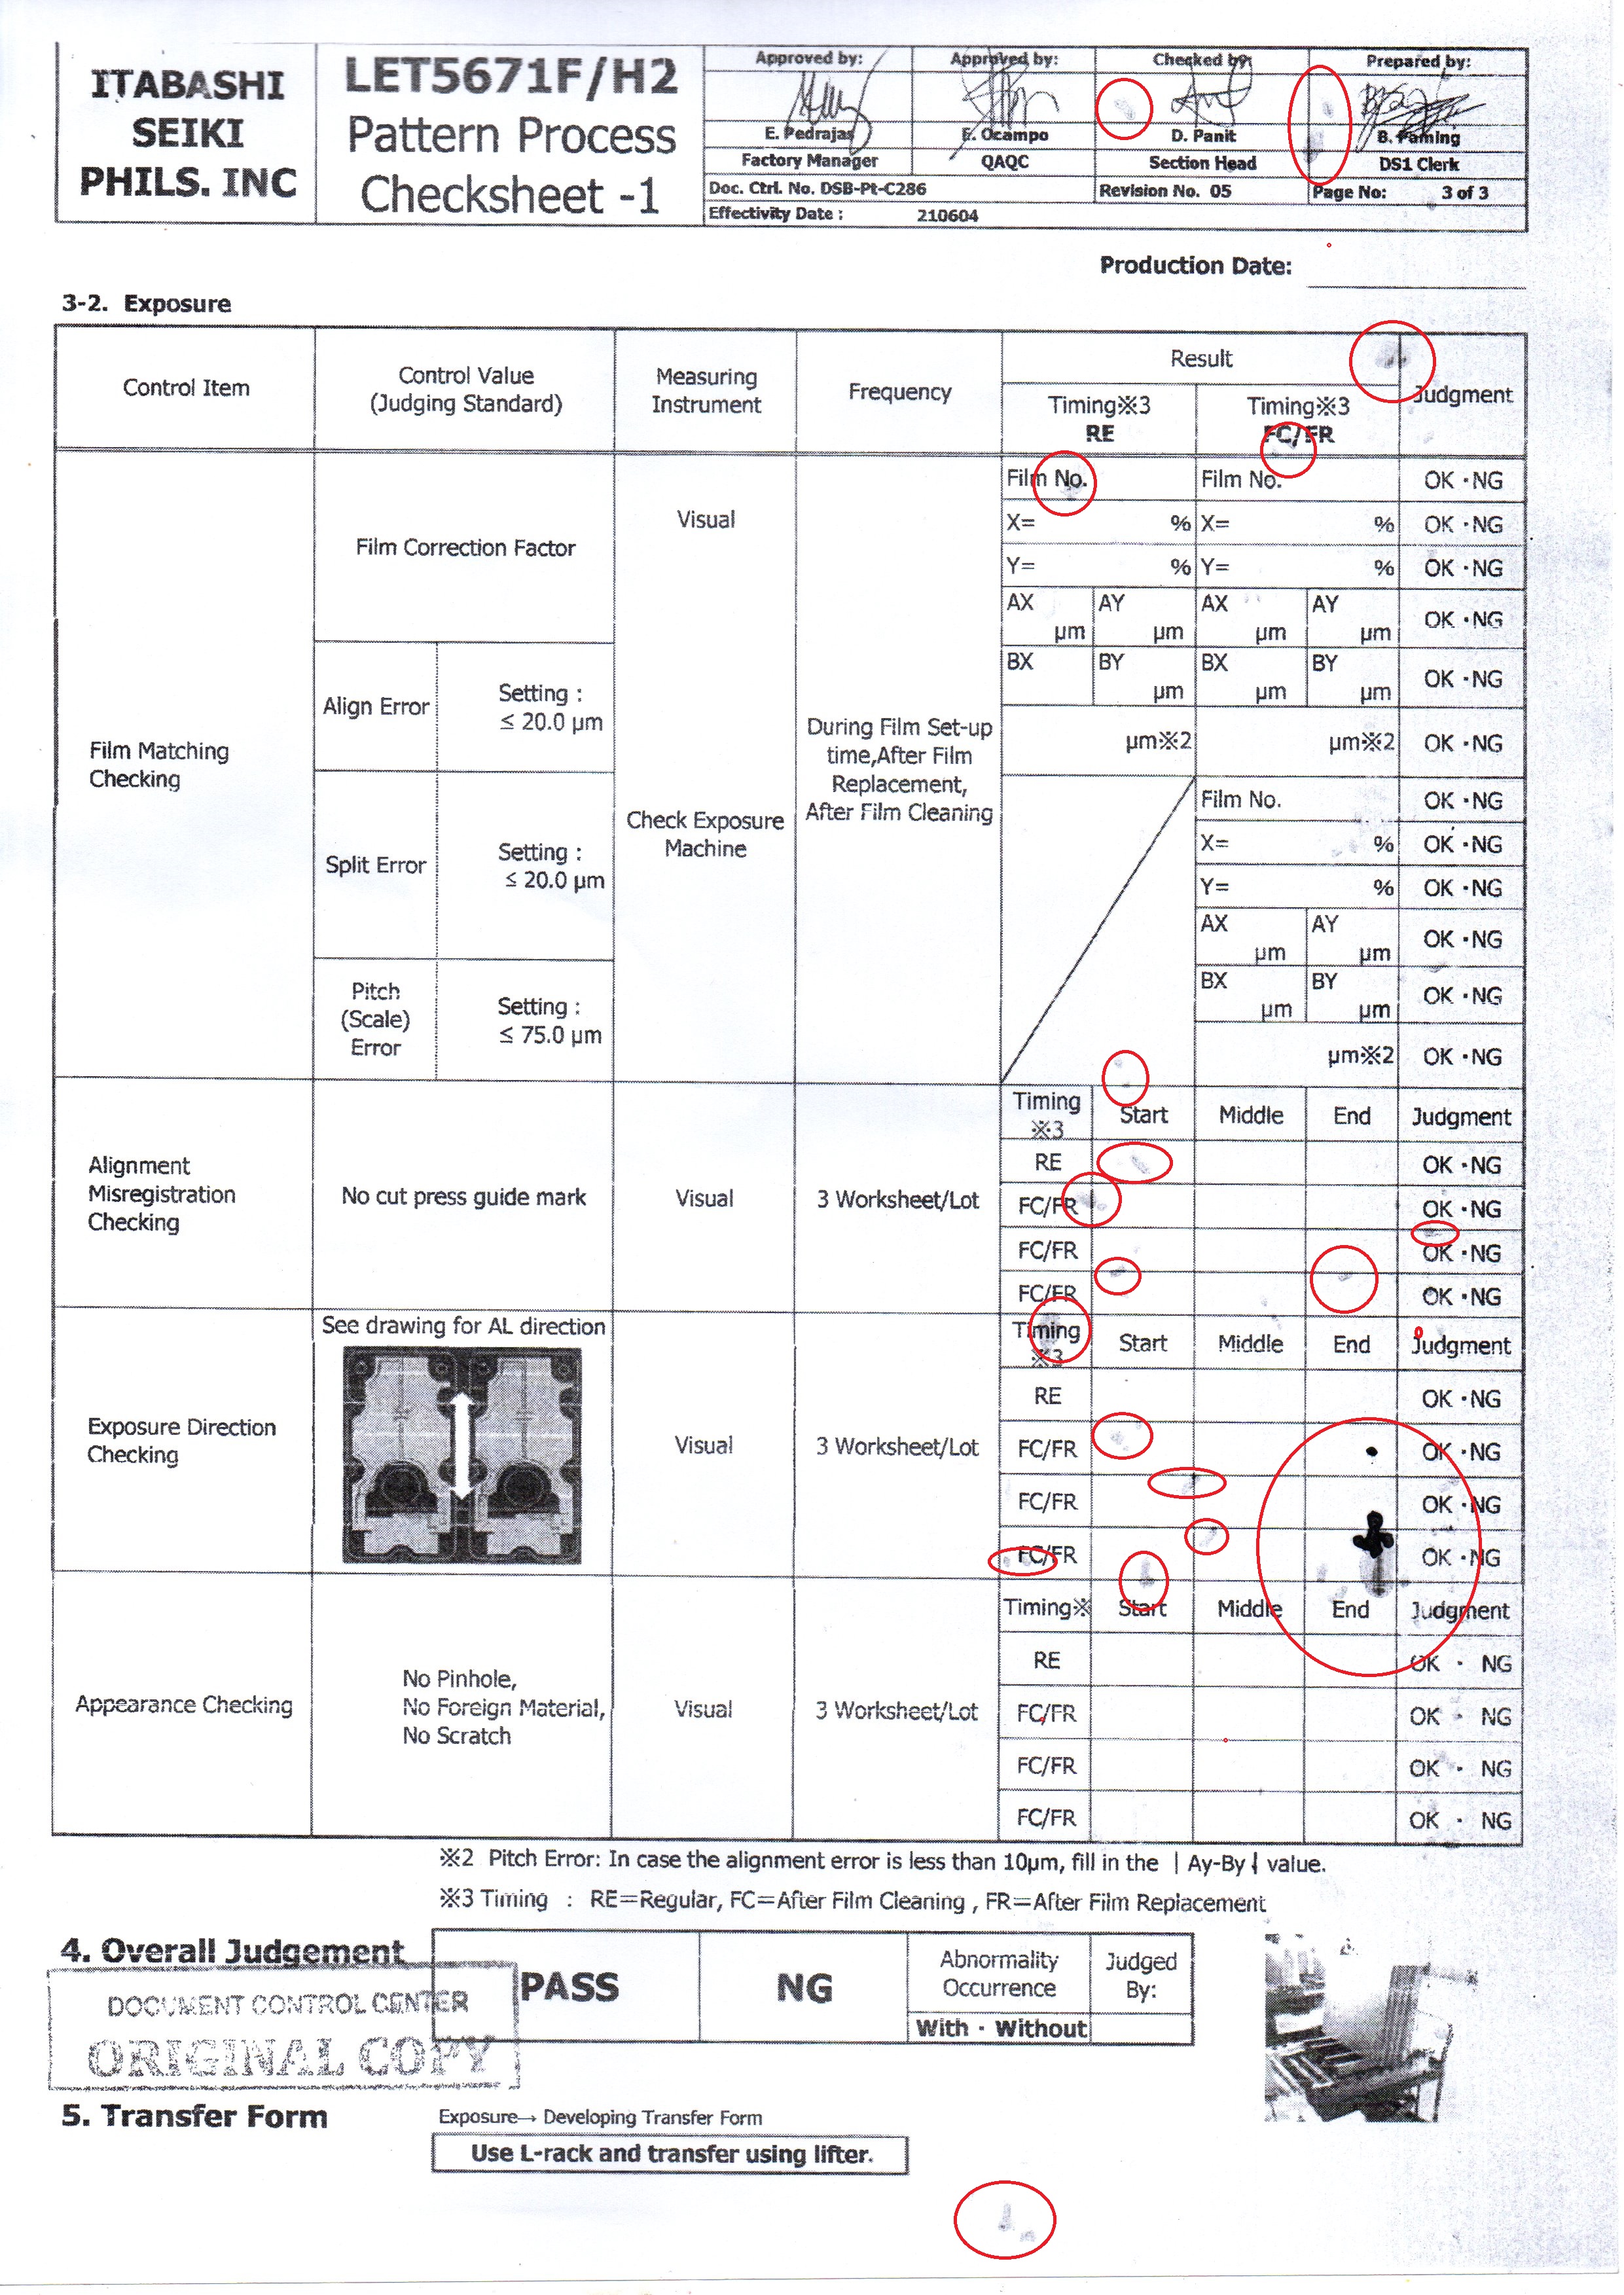 ITABASHI
SEIKI
PHILS. INC
LET5671F/H2
Pattern Process
Checksheet -1
Approved by:
Approved by:
Checked by:
Prepared by:
E. Pedrajas
E. Ocampo
D. Panit
B. Faming
Factory Manager
QAQC
Section Head
DS1 Clerk
Doc. Ctrl. No. DSB-Pt-C286
Revision No. 05
Page No: 3 of 3
Effectivity Date : 210604
Production Date:
3-2. Exposure
Control Item
Control Value
(Judging Standard)
Measuring
Instrument
Frequency
Result
Judgment
Timing※3
RE
Timing※3
FC/FR
Film Matching
Checking
Film Correction Factor
Visual
Align Error
Setting :
≤ 20.0 µm
Split Error
Setting :
≤ 20.0 µm
Pitch
(Scale)
Error
Setting :
≤ 75.0 µm
Check Exposure
Machine
During Film Set-up
time,After Film
Replacement,
After Film Cleaning
Film No. Film No. OK・NG
X= % X= % OK・NG
Y= % Y= % OK・NG
AX AY AX AY
µm µm µm µm OK・NG
BX BY BX BY
µm µm µm OK・NG
µm※2 µm※2 OK・NG
Film No. OK・NG
X= % OK・NG
Y= % OK・NG
AX AY
µm µm OK・NG
BX BY
µm µm OK・NG
µm※2 OK・NG
Alignment
Misregistration
Checking
No cut press guide mark
Visual
3 Worksheet/Lot
Timing
※3
Start Middle End Judgment
RE OK・NG
FC/FR OK・NG
FC/FR OK・NG
FC/FR OK・NG
Exposure Direction
Checking
See drawing for AL direction
Visual
3 Worksheet/Lot
Timing
※3
Start Middle End Judgment
RE OK・NG
FC/FR OK・NG
FC/FR OK・NG
FC/FR OK・NG
Appearance Checking
No Pinhole,
No Foreign Material,
No Scratch
Visual
3 Worksheet/Lot
Timing※ Start Middle End Judgment
RE OK・NG
FC/FR OK・NG
FC/FR OK・NG
FC/FR OK・NG
※2 Pitch Error: In case the alignment error is less than 10µm, fill in the | Ay-By | value.
※3 Timing : RE=Regular, FC=After Film Cleaning , FR=After Film Replacement
4. Overall Judgement
PASS
NG
Abnormality
Occurrence
With・Without
Judged
By:
DOCUMENT CONTROL CENTER
ORIGINAL COPY
5. Transfer Form
Exposure→ Developing Transfer Form
Use L-rack and transfer using lifter.